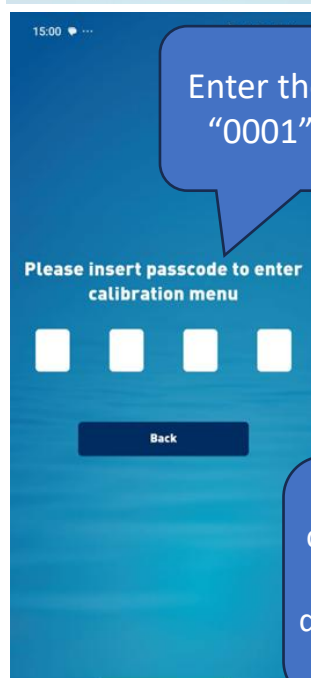 15:00
Enter th
“0001”
Please insert passcode to enter
calibration menu
Back